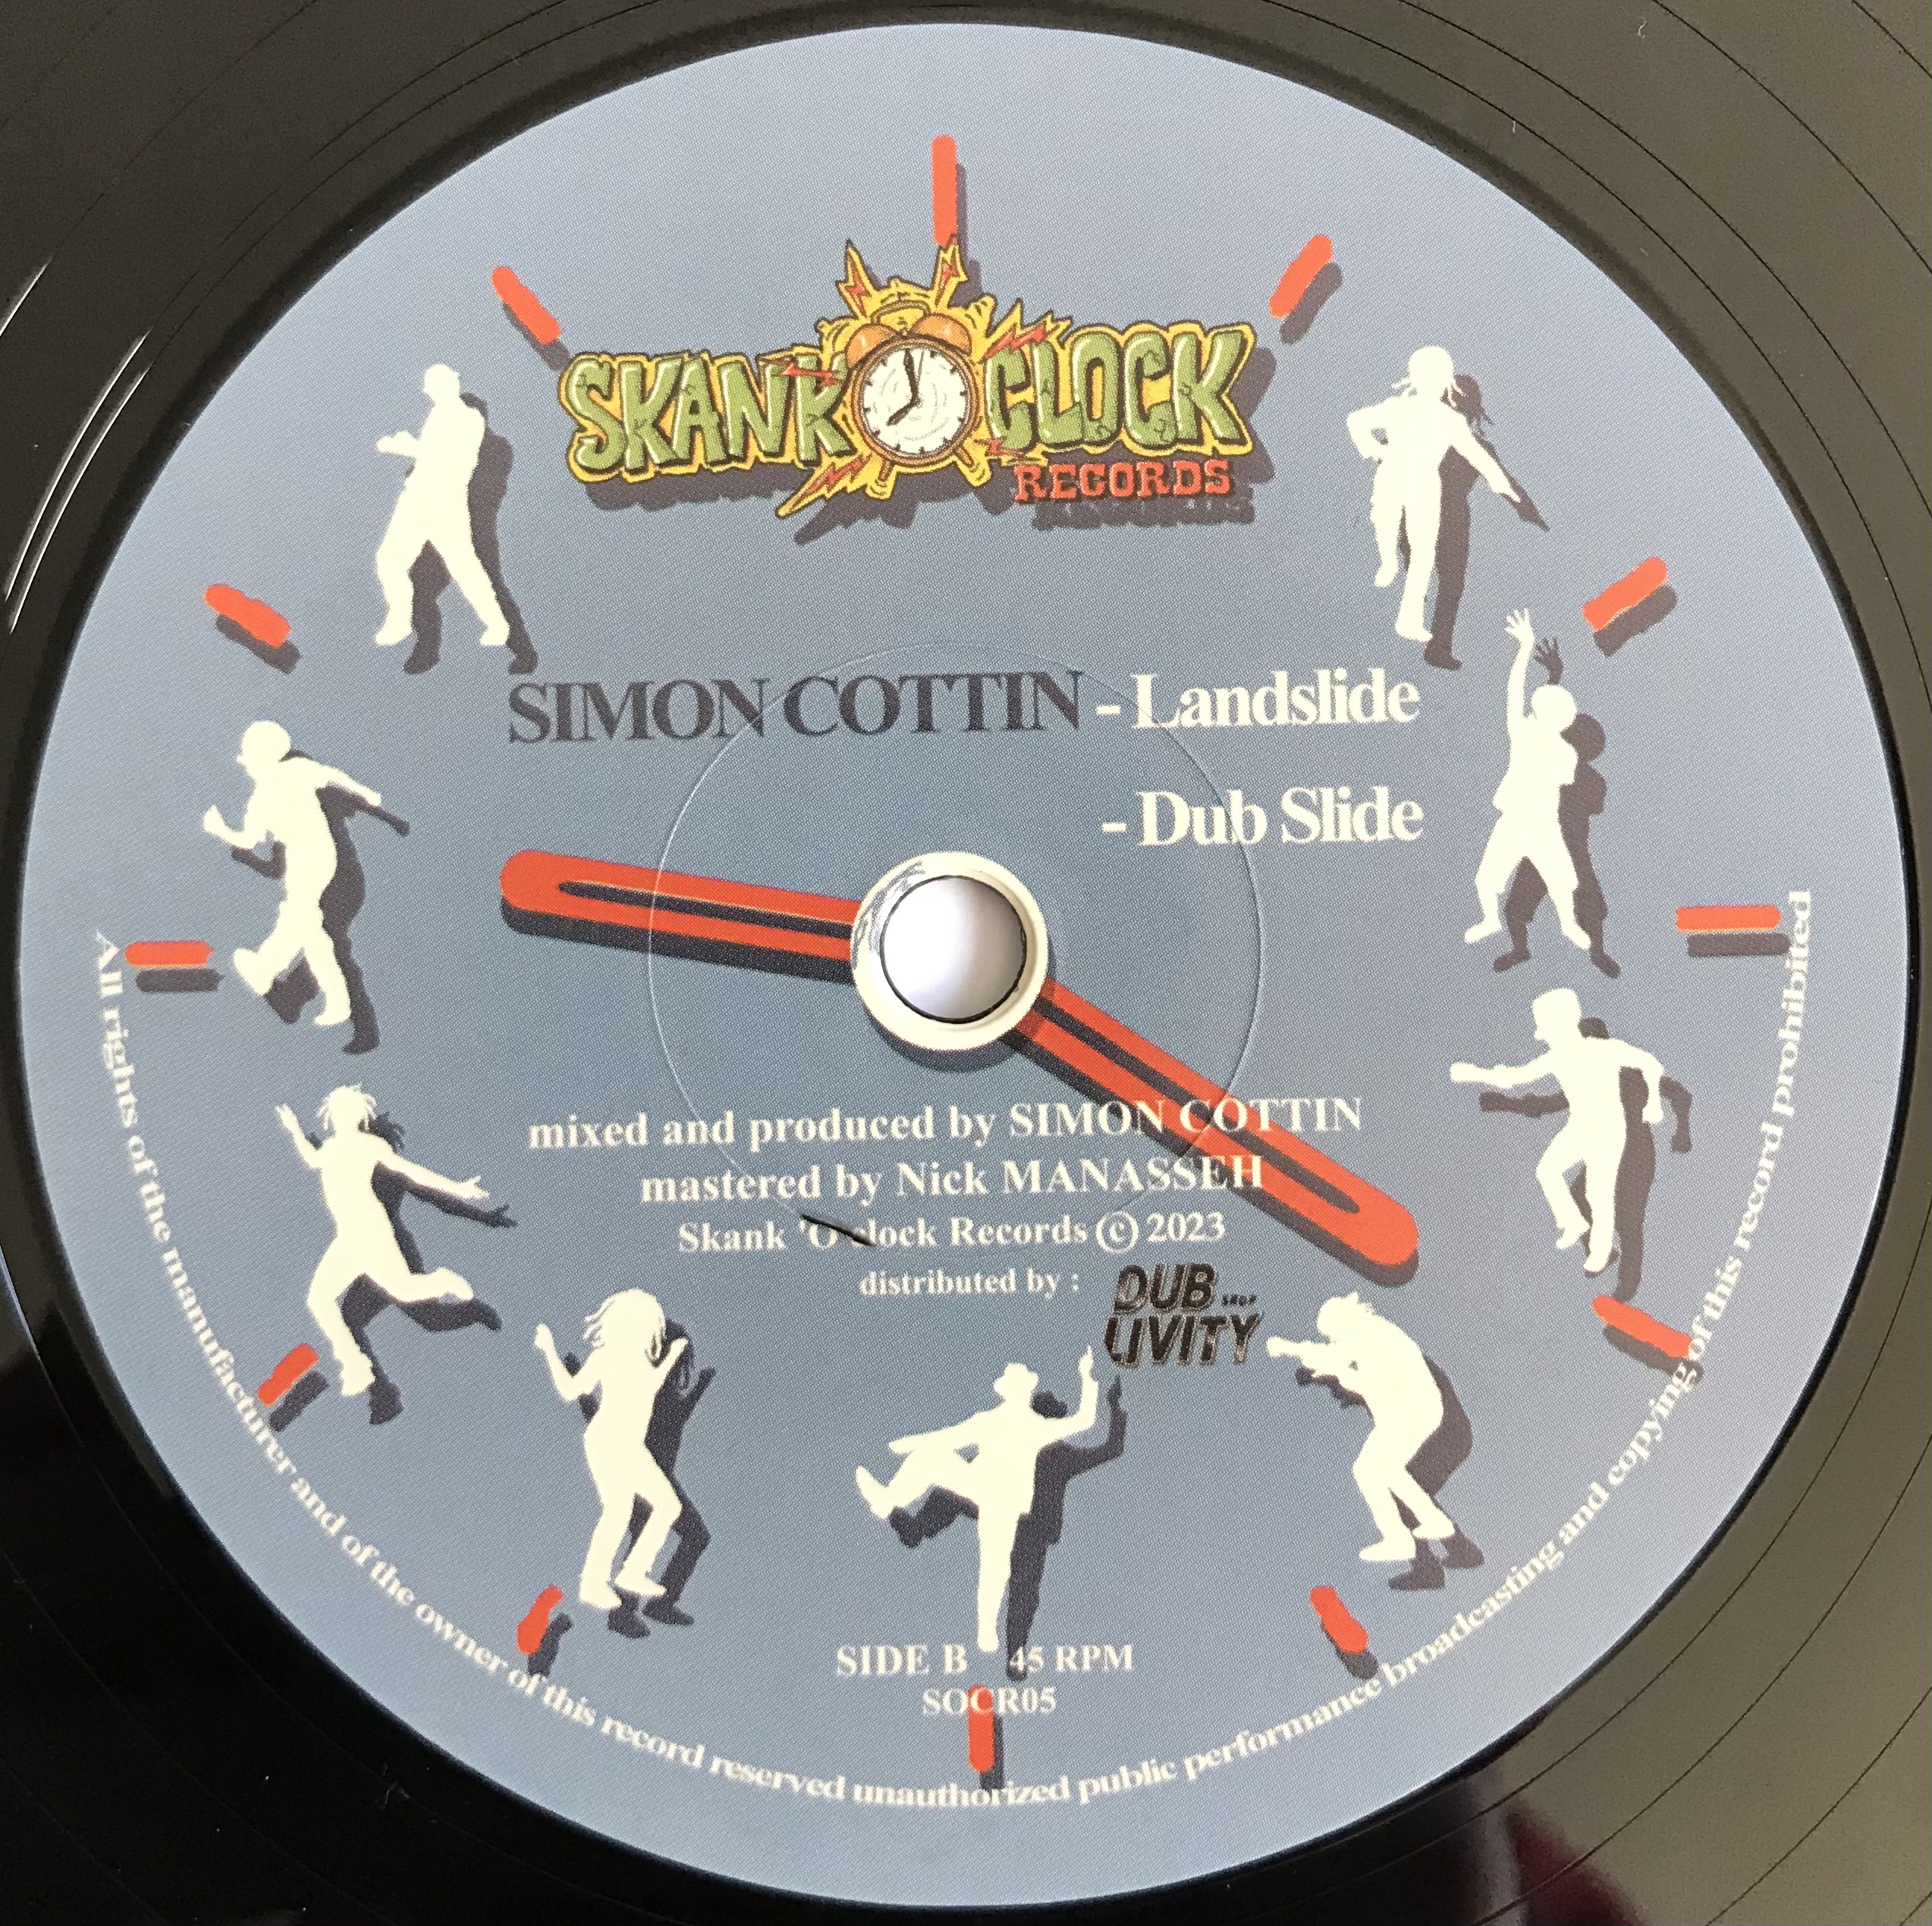 SKANK CLOCK
RECORDS
SIMON COTTIN - Landslide
- Dub Slide
mixed and produced by SIMON COTTIN
mastered by Nick MANASSEH
Skank 'O'clock Records © 2023
distributed by :
DUB SHOP
LIVITY
SIDE B 45 RPM
SOCR05
All rights of the manufacturer and of the owner of this record reserved unauthorized public performance broadcasting and copying of this record prohibited